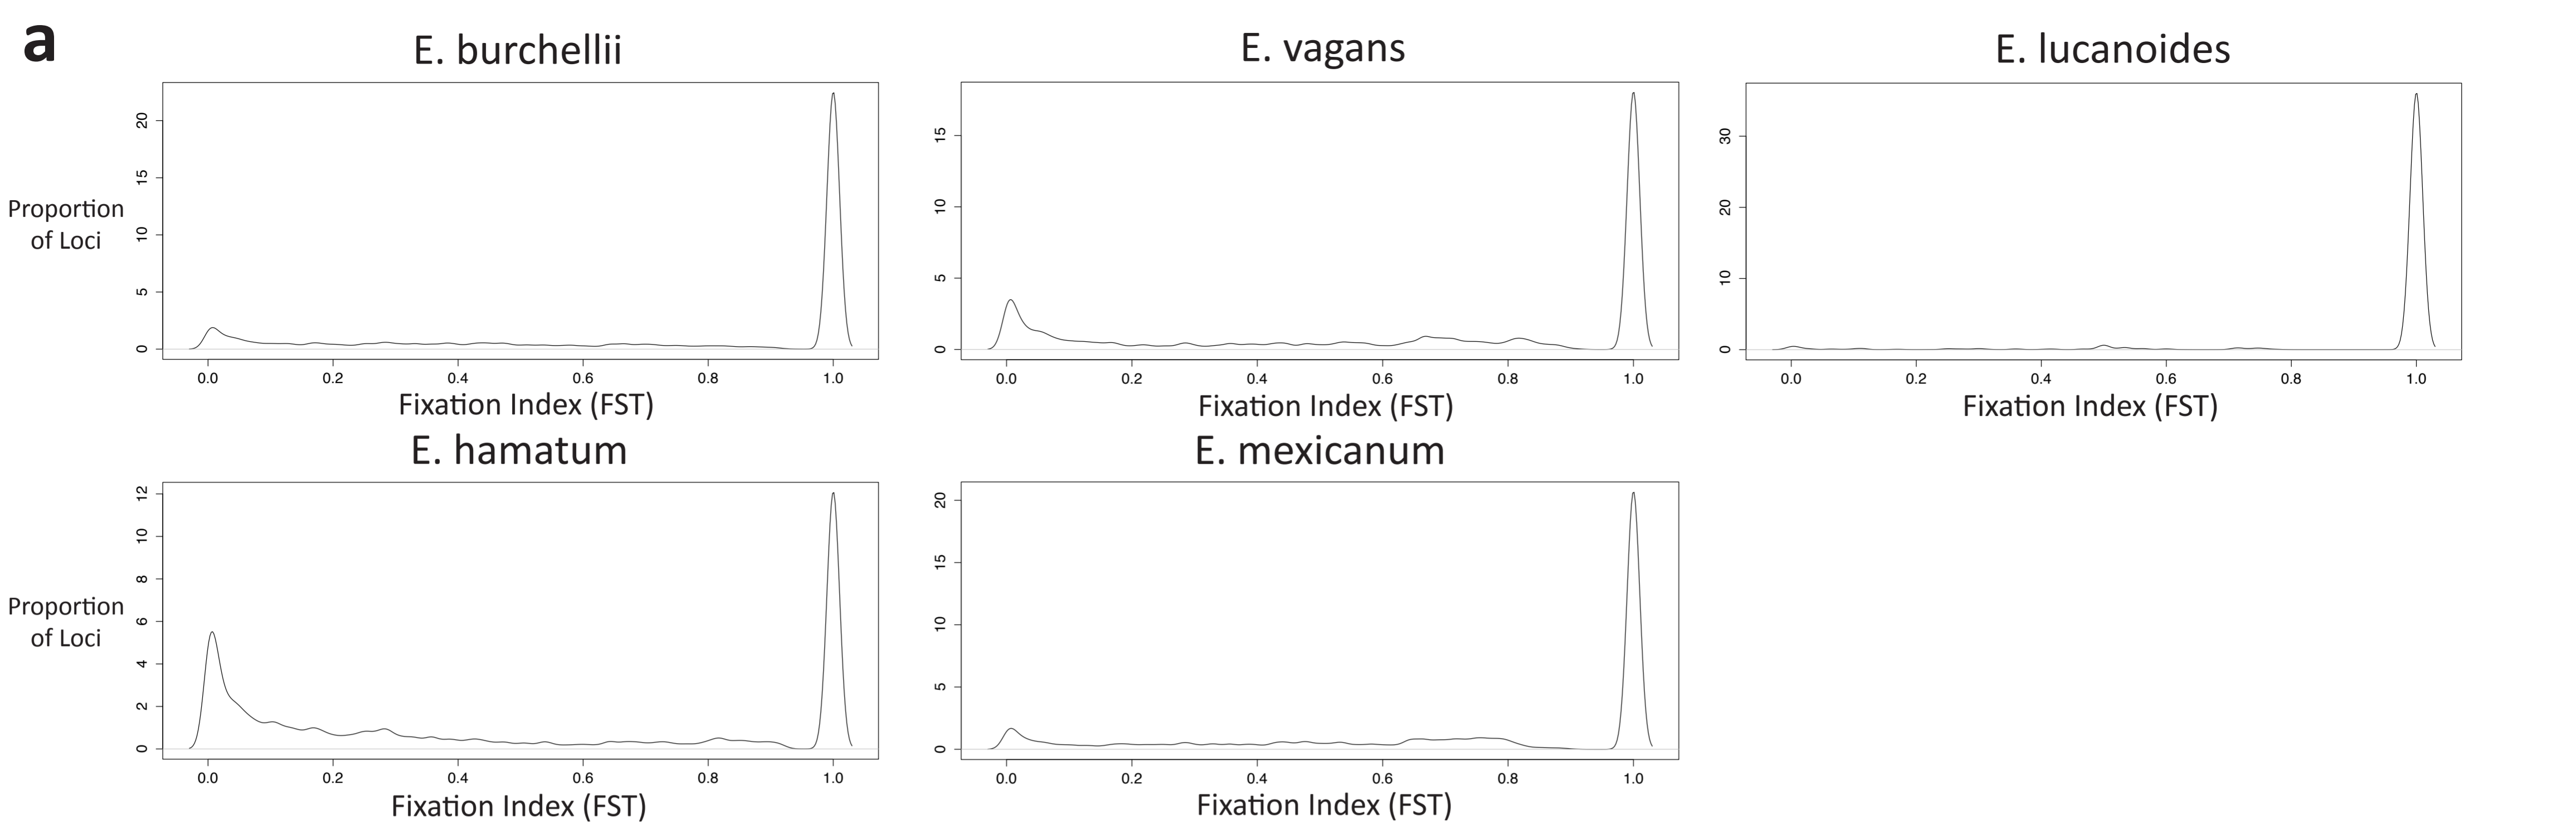 a
E. burchellii
E. vagans
E. lucanoides
Proportion
of Loci
0 5 10 15 20
0.0 0.2 0.4 0.6 0.8 1.0
Fixation Index (FST)
0 5 10 15
0.0 0.2 0.4 0.6 0.8 1.0
Fixation Index (FST)
0 10 20 30
0.0 0.2 0.4 0.6 0.8 1.0
Fixation Index (FST)
E. hamatum
E. mexicanum
Proportion
of Loci
0 2 4 6 8 10 12
0.0 0.2 0.4 0.6 0.8 1.0
Fixation Index (FST)
0 5 10 15 20
0.0 0.2 0.4 0.6 0.8 1.0
Fixation Index (FST)